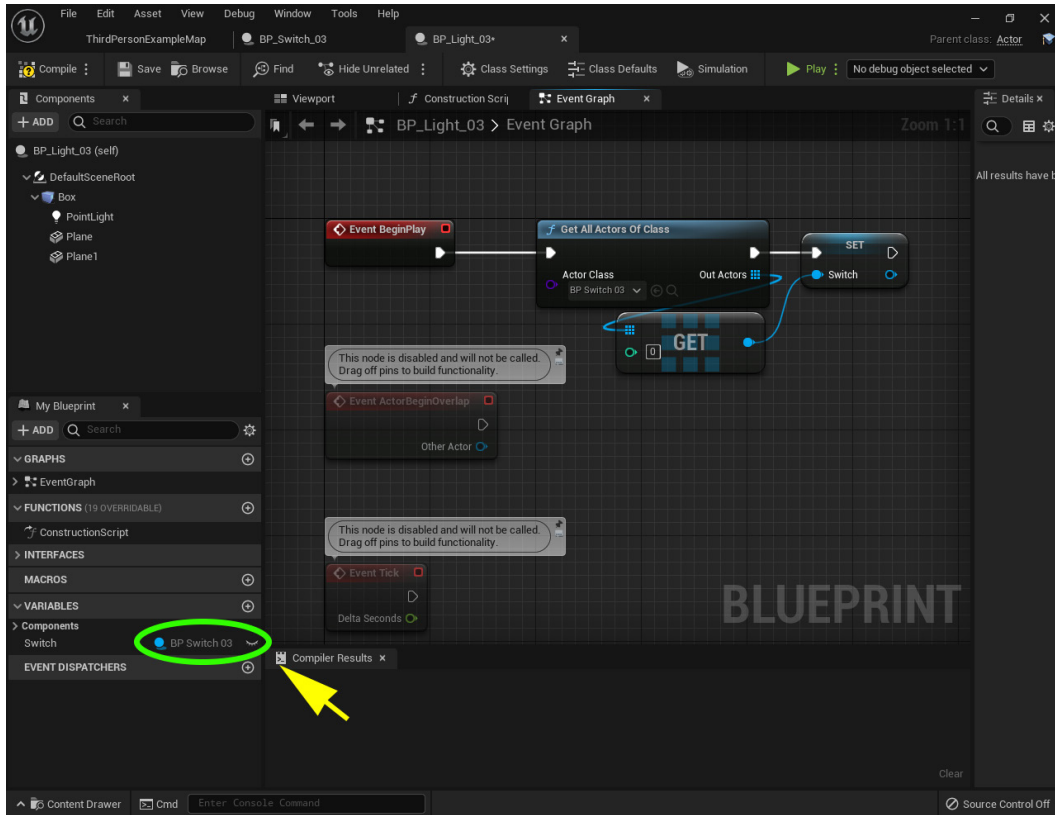 File Edit Asset View Debug Window Tools Help
ThirdPersonExampleMap BP_Switch_03 BP_Light_03* × Parent class: Actor
Compile Save Browse Find Hide Unrelated Class Settings Class Defaults Simulation Play No debug object selected
Components × Viewport Construction Scrip Event Graph × Details ×
+ ADD Search BP_Light_03 > Event Graph Zoom 1:1
BP_Light_03 (self)
All results have b
DefaultSceneRoot
Box
PointLight
Plane
Plane1
Event BeginPlay
Get All Actors Of Class
Actor Class Out Actors
BP Switch 03
SET
Switch
0 GET
This node is disabled and will not be called.
Drag off pins to build functionality.
Event ActorBeginOverlap
Other Actor
My Blueprint ×
+ ADD Search
GRAPHS
EventGraph
FUNCTIONS (19 OVERRIDABLE)
ConstructionScript
INTERFACES
MACROS
VARIABLES
Components
Switch BP Switch 03
EVENT DISPATCHERS
This node is disabled and will not be called.
Drag off pins to build functionality.
Event Tick
Delta Seconds
BLUEPRINT
Compiler Results ×
Clear
Content Drawer Cmd Enter Console Command Source Control Off